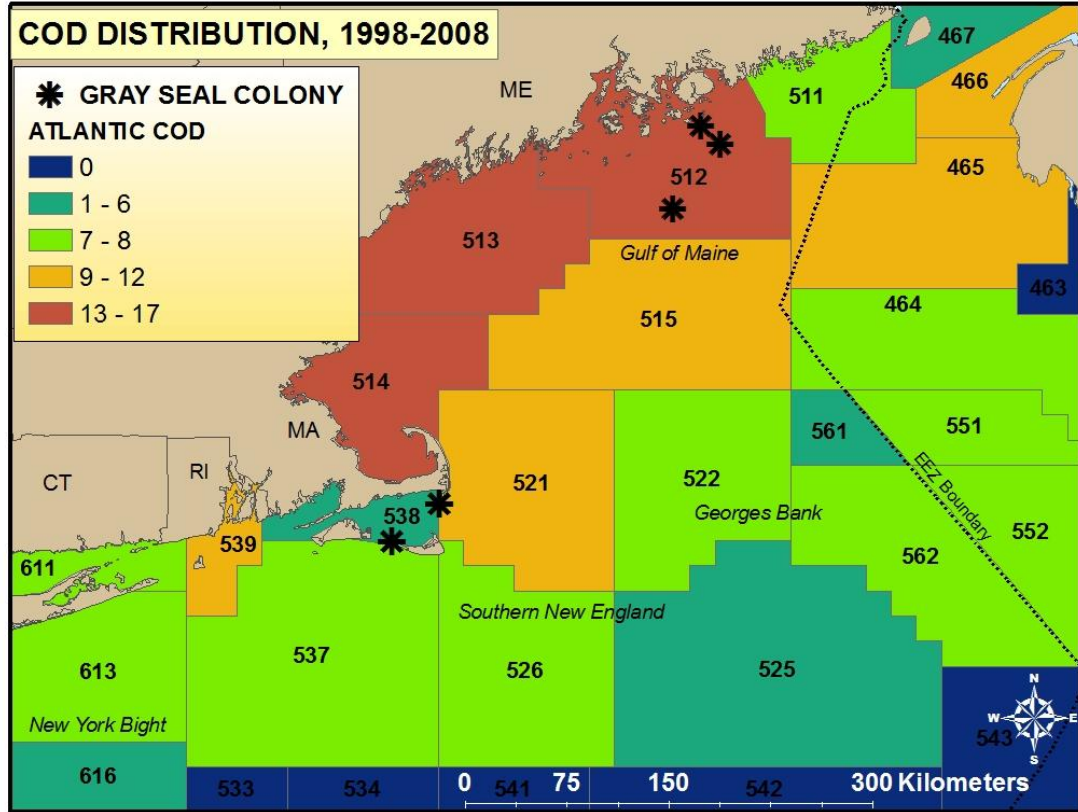 COD DISTRIBUTION, 1998-2008
GRAY SEAL COLONY
ATLANTIC COD
0
1 - 6
7 - 8
9 - 12
13 - 17
ME
467
466
511
512
465
513
Gulf of Maine
463
464
515
514
MA
561
551
CT
RI
522
521
EEZ Boundary
Georges Bank
538
552
539
562
611
Southern New England
537
613
526
525
New York Bight
N
W
E
S
543
616
533
534
541
542
0
75
150
300 Kilometers